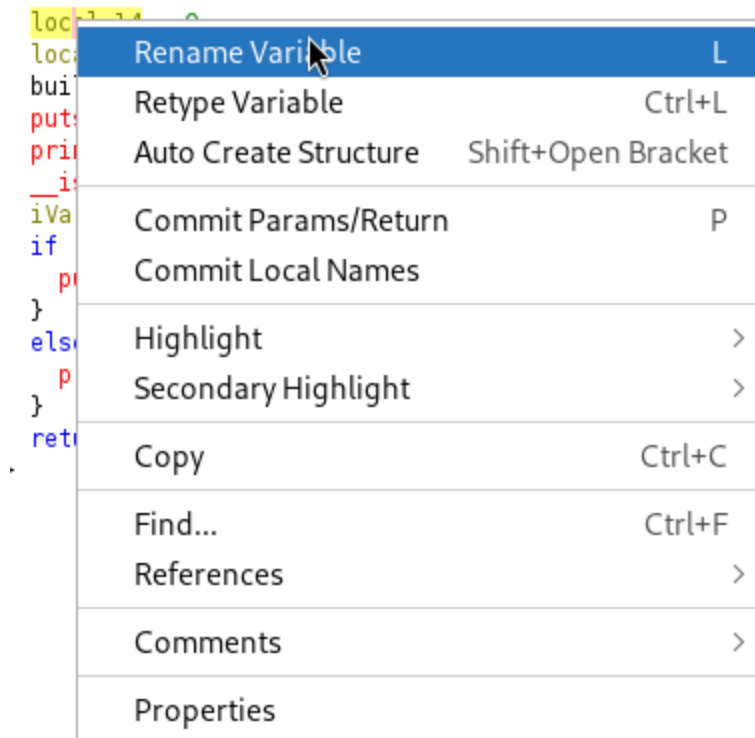 Rename Variable L
Retype Variable Ctrl+L
Auto Create Structure Shift+Open Bracket
Commit Params/Return P
Commit Local Names
Highlight
Secondary Highlight
Copy Ctrl+C
Find... Ctrl+F
References
Comments
Properties
if
}
}